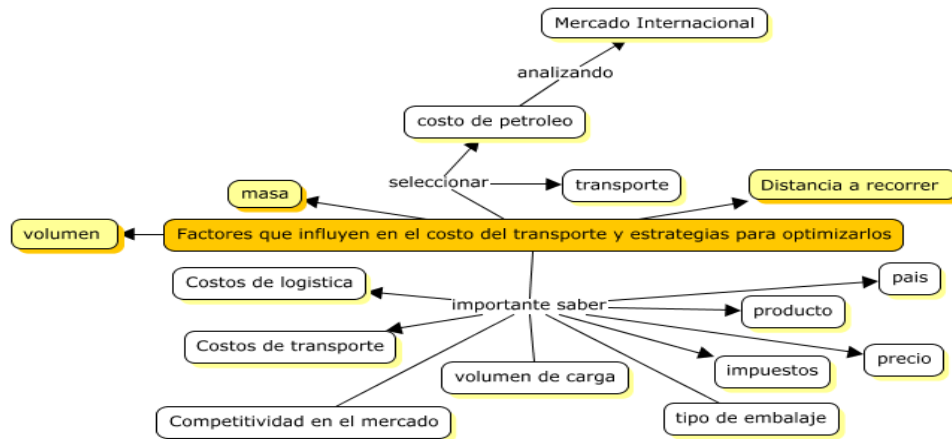 Mercado Internacional
analizando
costo de petroleo
seleccionar
transporte
masa
Distancia a recorrer
volumen
Factores que influyen en el costo del transporte y estrategias para optimizarlos
Costos de logistica
importante saber
pais
producto
Costos de transporte
precio
impuestos
volumen de carga
Competitividad en el mercado
tipo de embalaje